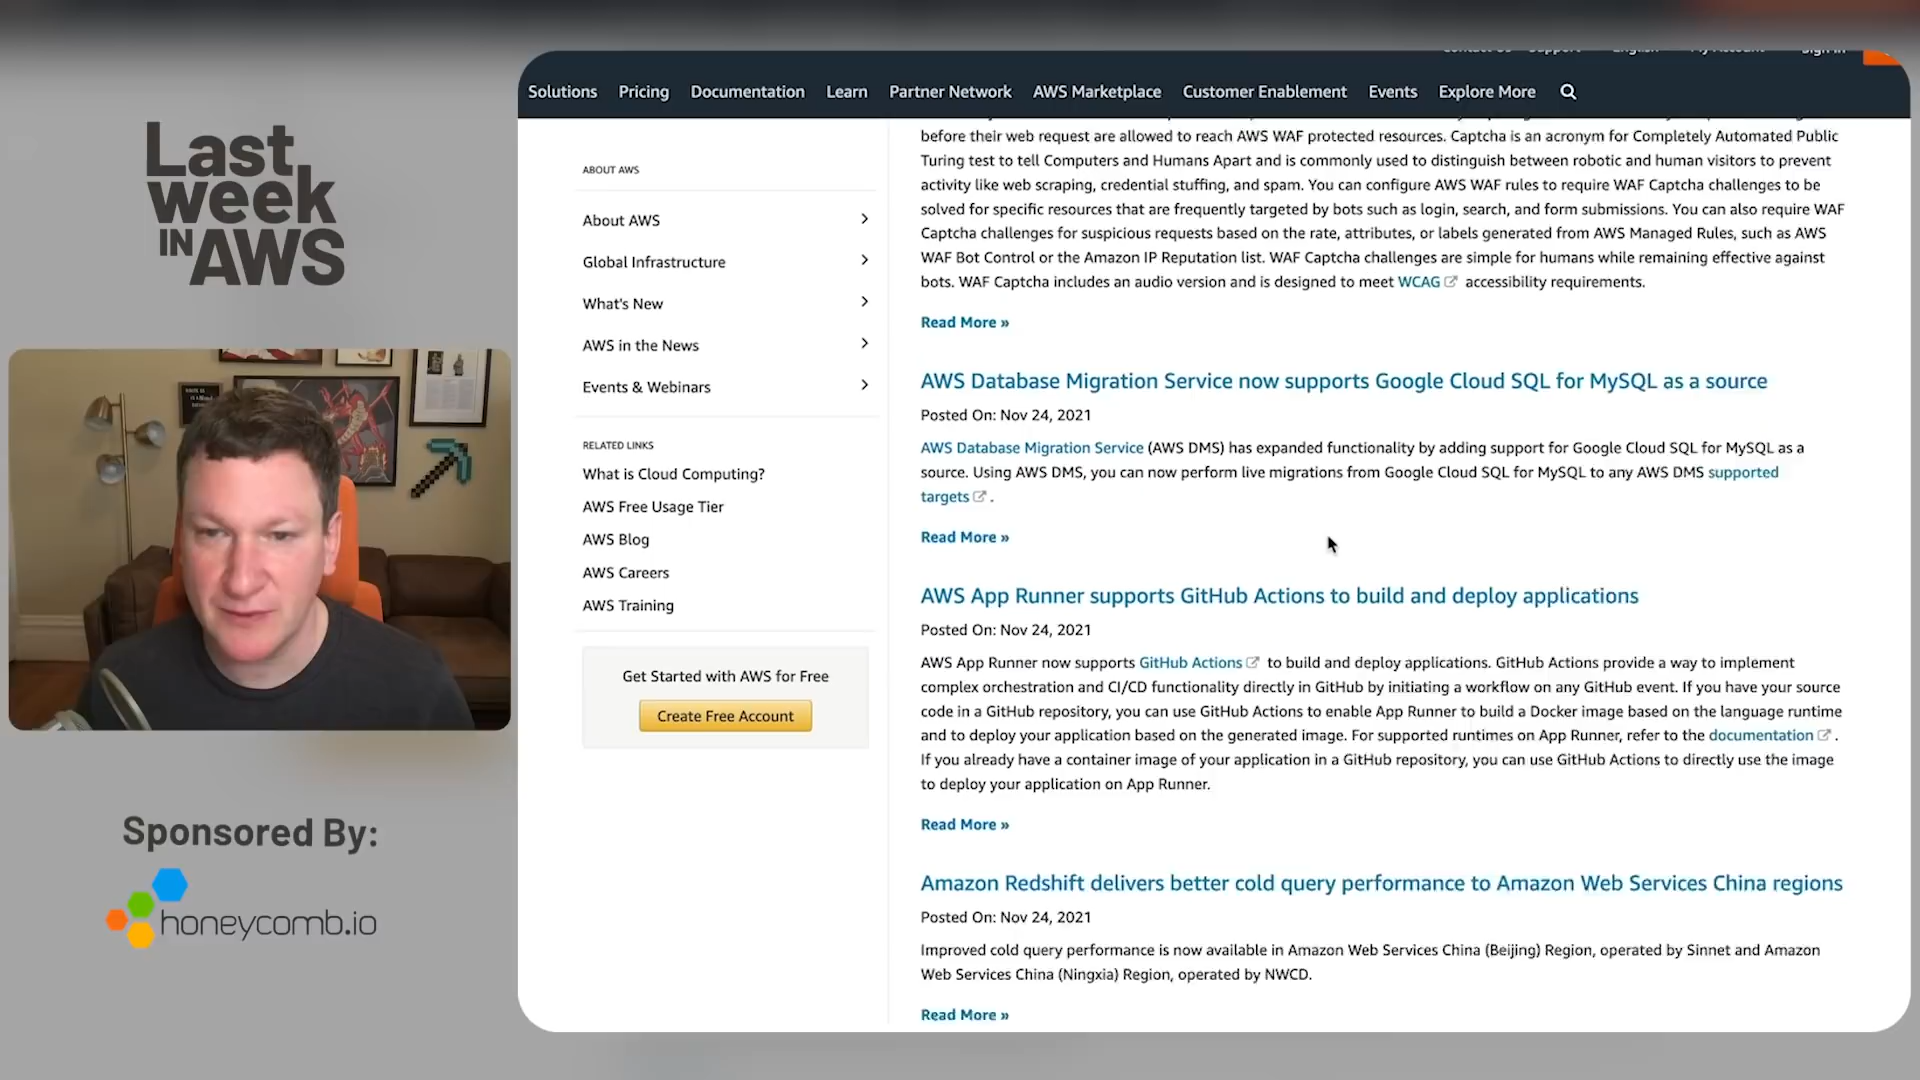 Last
week
IN AWS
Sponsored By:
honeycomb.io
Support
English
My Account
Sign In
Solutions
Pricing
Documentation
Learn
Partner Network
AWS Marketplace
Customer Enablement
Events
Explore More
ABOUT AWS
About AWS
Global Infrastructure
What's New
AWS in the News
Events & Webinars
RELATED LINKS
What is Cloud Computing?
AWS Free Usage Tier
AWS Blog
AWS Careers
AWS Training
Get Started with AWS for Free
Create Free Account
before their web request are allowed to reach AWS WAF protected resources. Captcha is an acronym for Completely Automated Public
Turing test to tell Computers and Humans Apart and is commonly used to distinguish between robotic and human visitors to prevent
activity like web scraping, credential stuffing, and spam. You can configure AWS WAF rules to require WAF Captcha challenges to be
solved for specific resources that are frequently targeted by bots such as login, search, and form submissions. You can also require WAF
Captcha challenges for suspicious requests based on the rate, attributes, or labels generated from AWS Managed Rules, such as AWS
WAF Bot Control or the Amazon IP Reputation list. WAF Captcha challenges are simple for humans while remaining effective against
bots. WAF Captcha includes an audio version and is designed to meet WCAG accessibility requirements.
Read More »
AWS Database Migration Service now supports Google Cloud SQL for MySQL as a source
Posted On: Nov 24, 2021
AWS Database Migration Service (AWS DMS) has expanded functionality by adding support for Google Cloud SQL for MySQL as a
source. Using AWS DMS, you can now perform live migrations from Google Cloud SQL for MySQL to any AWS DMS supported
targets .
Read More »
AWS App Runner supports GitHub Actions to build and deploy applications
Posted On: Nov 24, 2021
AWS App Runner now supports GitHub Actions to build and deploy applications. GitHub Actions provide a way to implement
complex orchestration and CI/CD functionality directly in GitHub by initiating a workflow on any GitHub event. If you have your source
code in a GitHub repository, you can use GitHub Actions to enable App Runner to build a Docker image based on the language runtime
and to deploy your application based on the generated image. For supported runtimes on App Runner, refer to the documentation .
If you already have a container image of your application in a GitHub repository, you can use GitHub Actions to directly use the image
to deploy your application on App Runner.
Read More »
Amazon Redshift delivers better cold query performance to Amazon Web Services China regions
Posted On: Nov 24, 2021
Improved cold query performance is now available in Amazon Web Services China (Beijing) Region, operated by Sinnet and Amazon
Web Services China (Ningxia) Region, operated by NWCD.
Read More »